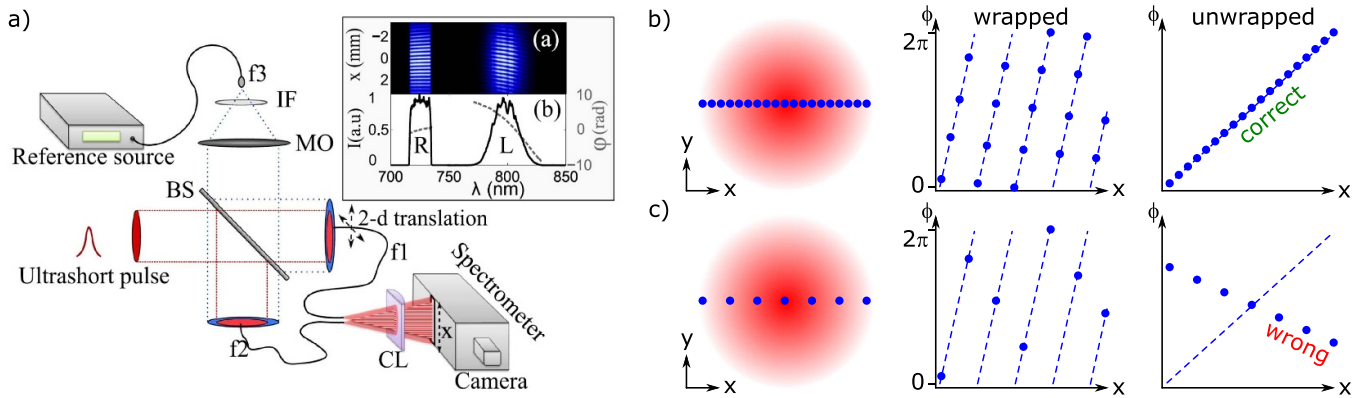 a)
f3
IF
Reference source
MO
BS
2-d translation
f1
Ultrashort pulse
f2
CL
x
Spectrometer
Camera
(a)
x (mm)
−2
0
2
(b)
I(a.u)
1
0.5
0
R
L
10
0
−10
φ(rad)
700 750 800 850
λ (nm)
b)
y
x
wrapped
ϕ
2π
0
x
unwrapped
ϕ
correct
x
c)
y
x
ϕ
2π
0
x
ϕ
wrong
x